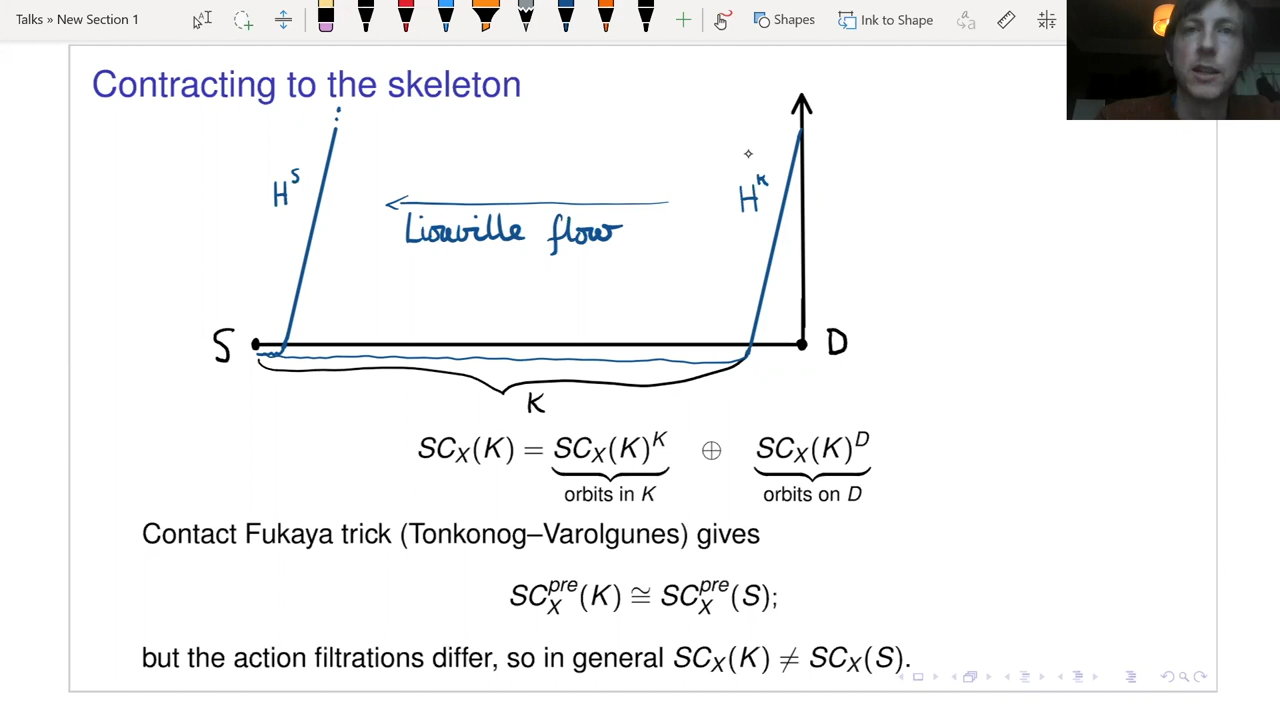 Talks » New Section 1
Shapes
Ink to Shape
Contracting to the skeleton
H^S
H^K
Liouville flow
S
D
K
SC_X(K) = SC_X(K)^K ⊕ SC_X(K)^D
orbits in K
orbits on D
Contact Fukaya trick (Tonkonog–Varolgunes) gives
SC_X^{pre}(K) ≅ SC_X^{pre}(S);
but the action filtrations differ, so in general SC_X(K) ≠ SC_X(S).